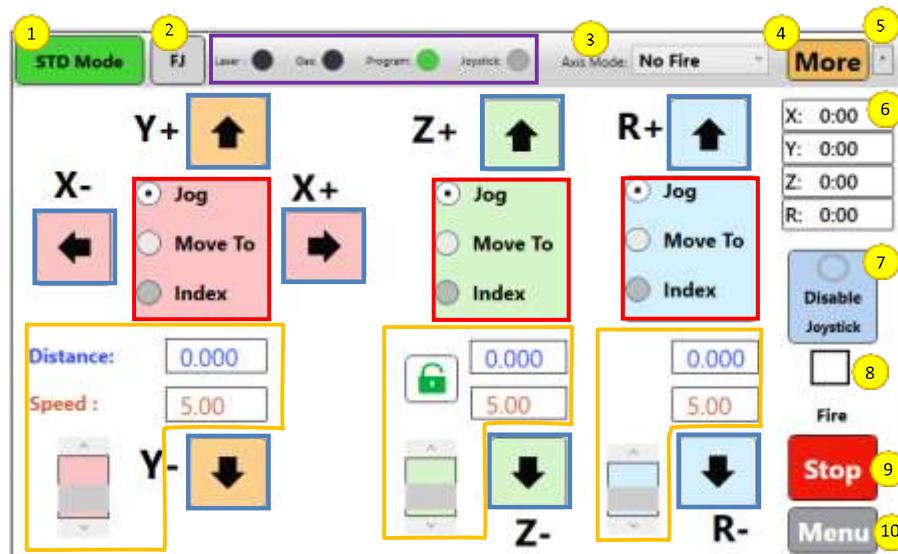 1
2
3
4
5
STD Mode
FJ
Laser:
Gas:
Program:
Joystick:
Axis Mode: No Fire
More
Y+
Z+
R+
X: 0:00
6
Y: 0:00
Z: 0:00
R: 0:00
X-
X+
Jog
Move To
Index
Jog
Move To
Index
Jog
Move To
Index
7
Disable
Joystick
Distance: 0.000
0.000
0.000
8
Speed : 5.00
5.00
5.00
Fire
Y-
Z-
R-
Stop
9
Menu
10